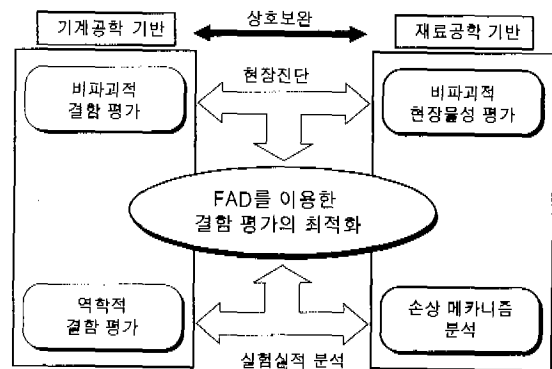 기계공학 기반
상호보완
재료공학 기반
비파괴적
결함 평가
현장진단
비파괴적
현장물성 평가
FAD를 이용한
결함 평가의 최적화
역학적
결함 평가
손상 메카니즘
분석
실험실적 분석